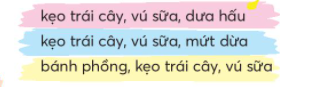 kẹo trái cây, vú sữa, dưa hấu
kẹo trái cây, vú sữa, mứt dừa
bánh phồng, kẹo trái cây, vú sữa